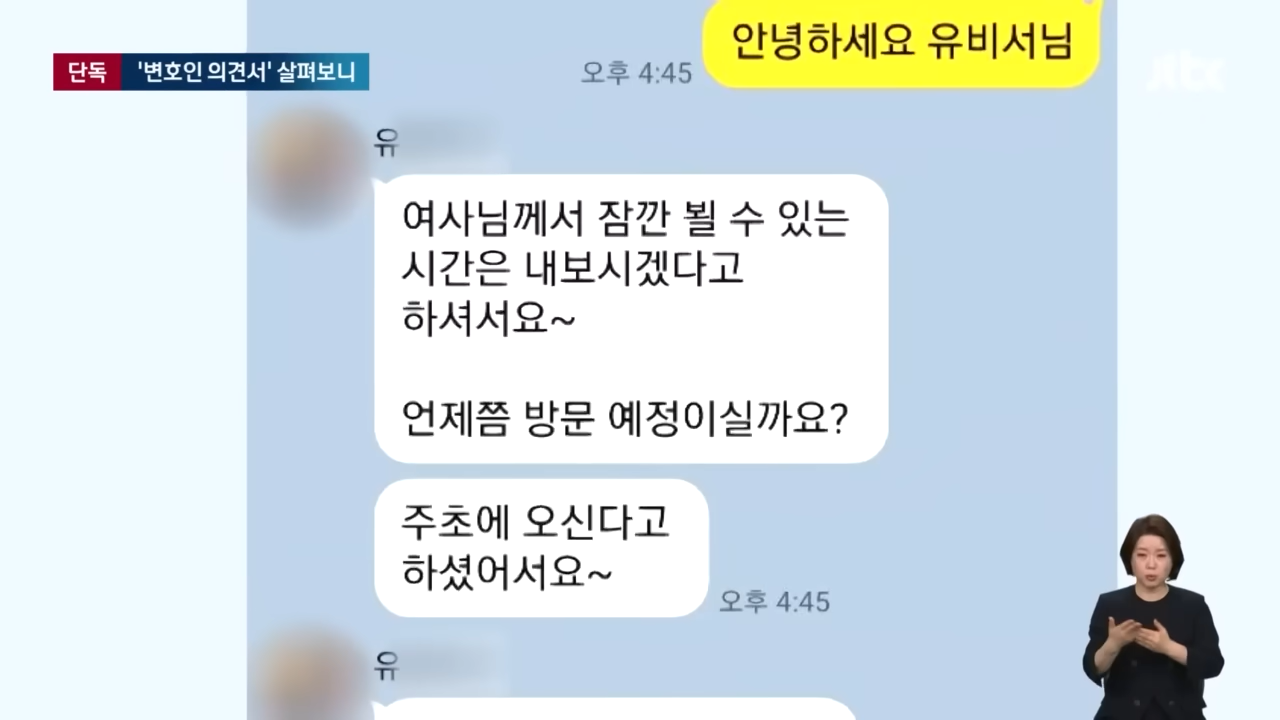 안녕하세요 유비서님
오후 4:45
단독 '변호인 의견서' 살펴보니
jtbc
유
여사님께서 잠깐 뵐 수 있는
시간은 내보시겠다고
하셔서요~
언제쯤 방문 예정이실까요?
주초에 오신다고
하셨어서요~
오후 4:45
유